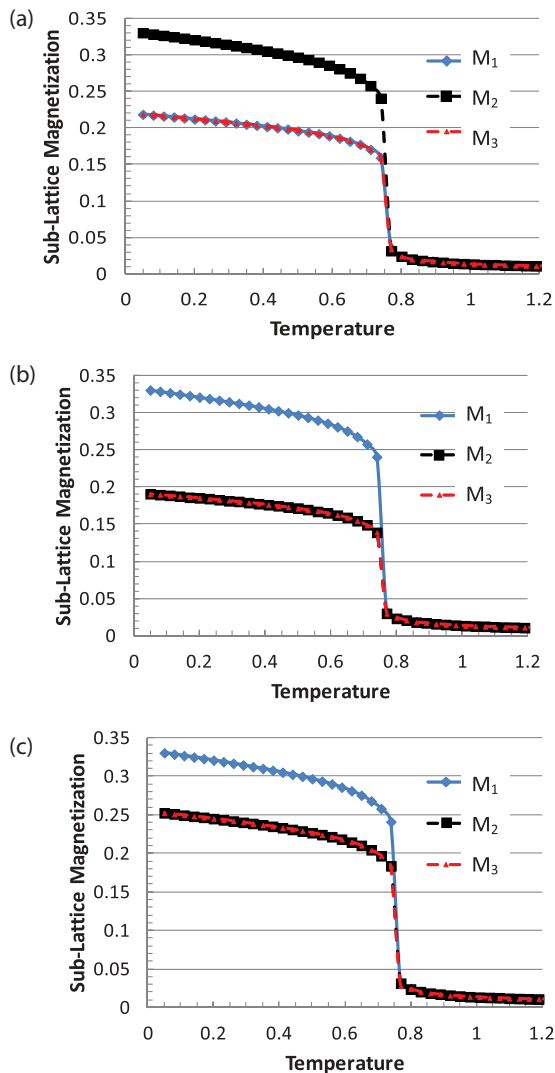 (a)
Sub-Lattice Magnetization
0.35
0.3
0.25
0.2
0.15
0.1
0.05
0
M₁
M₂
M₃
0 0.2 0.4 0.6 0.8 1.0 1.2
Temperature
(b)
Sub-Lattice Magnetization
0.35
0.3
0.25
0.2
0.15
0.1
0.05
0
M₁
M₂
M₃
0 0.2 0.4 0.6 0.8 1 1.2
Temperature
(c)
Sub-Lattice Magnetization
0.35
0.3
0.25
0.2
0.15
0.1
0.05
0
M₁
M₂
M₃
0 0.2 0.4 0.6 0.8 1 1.2
Temperature